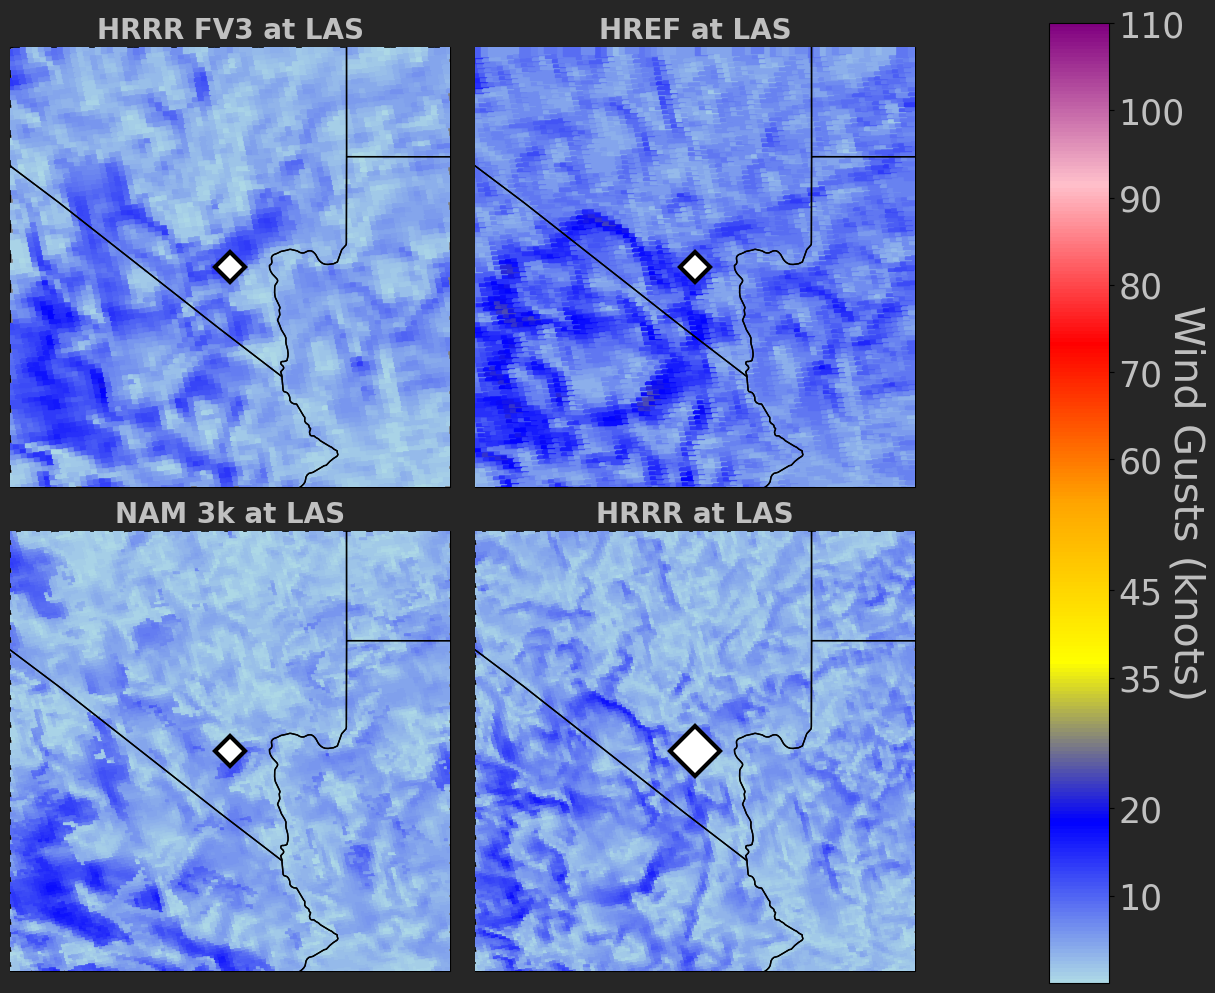 HRRR FV3 at LAS
HREF at LAS
NAM 3k at LAS
HRRR at LAS
110
100
90
80
70
60
45
35
20
10
Wind Gusts (knots)